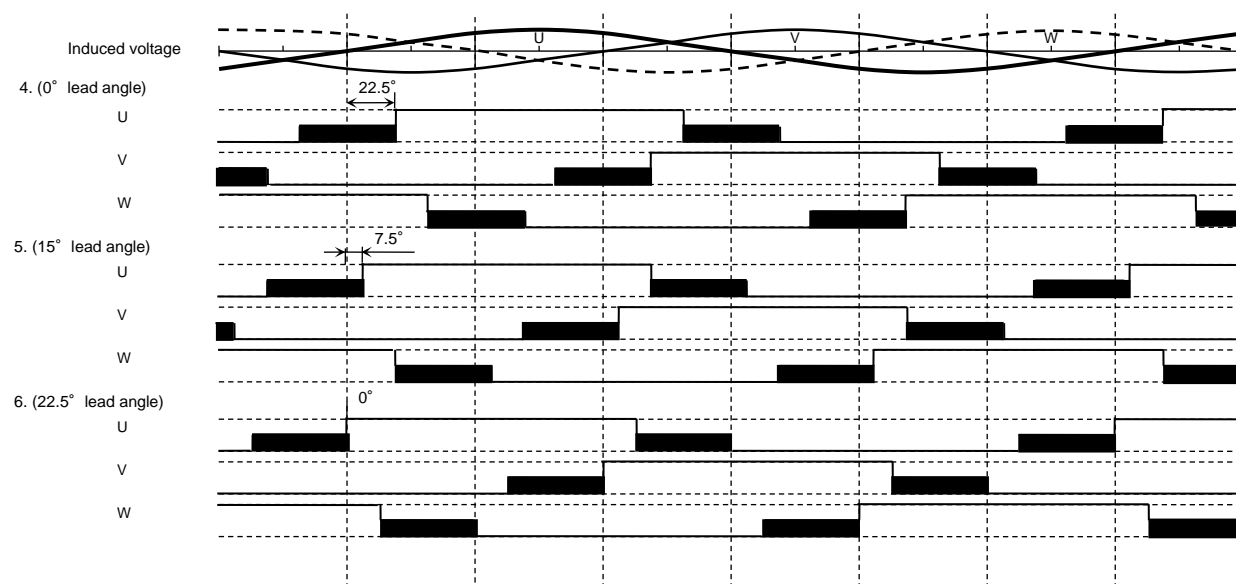 U V W
Induced voltage
4. (0° lead angle) 22.5°
U
V
W
5. (15° lead angle) 7.5°
U
V
W
6. (22.5° lead angle) 0°
U
V
W